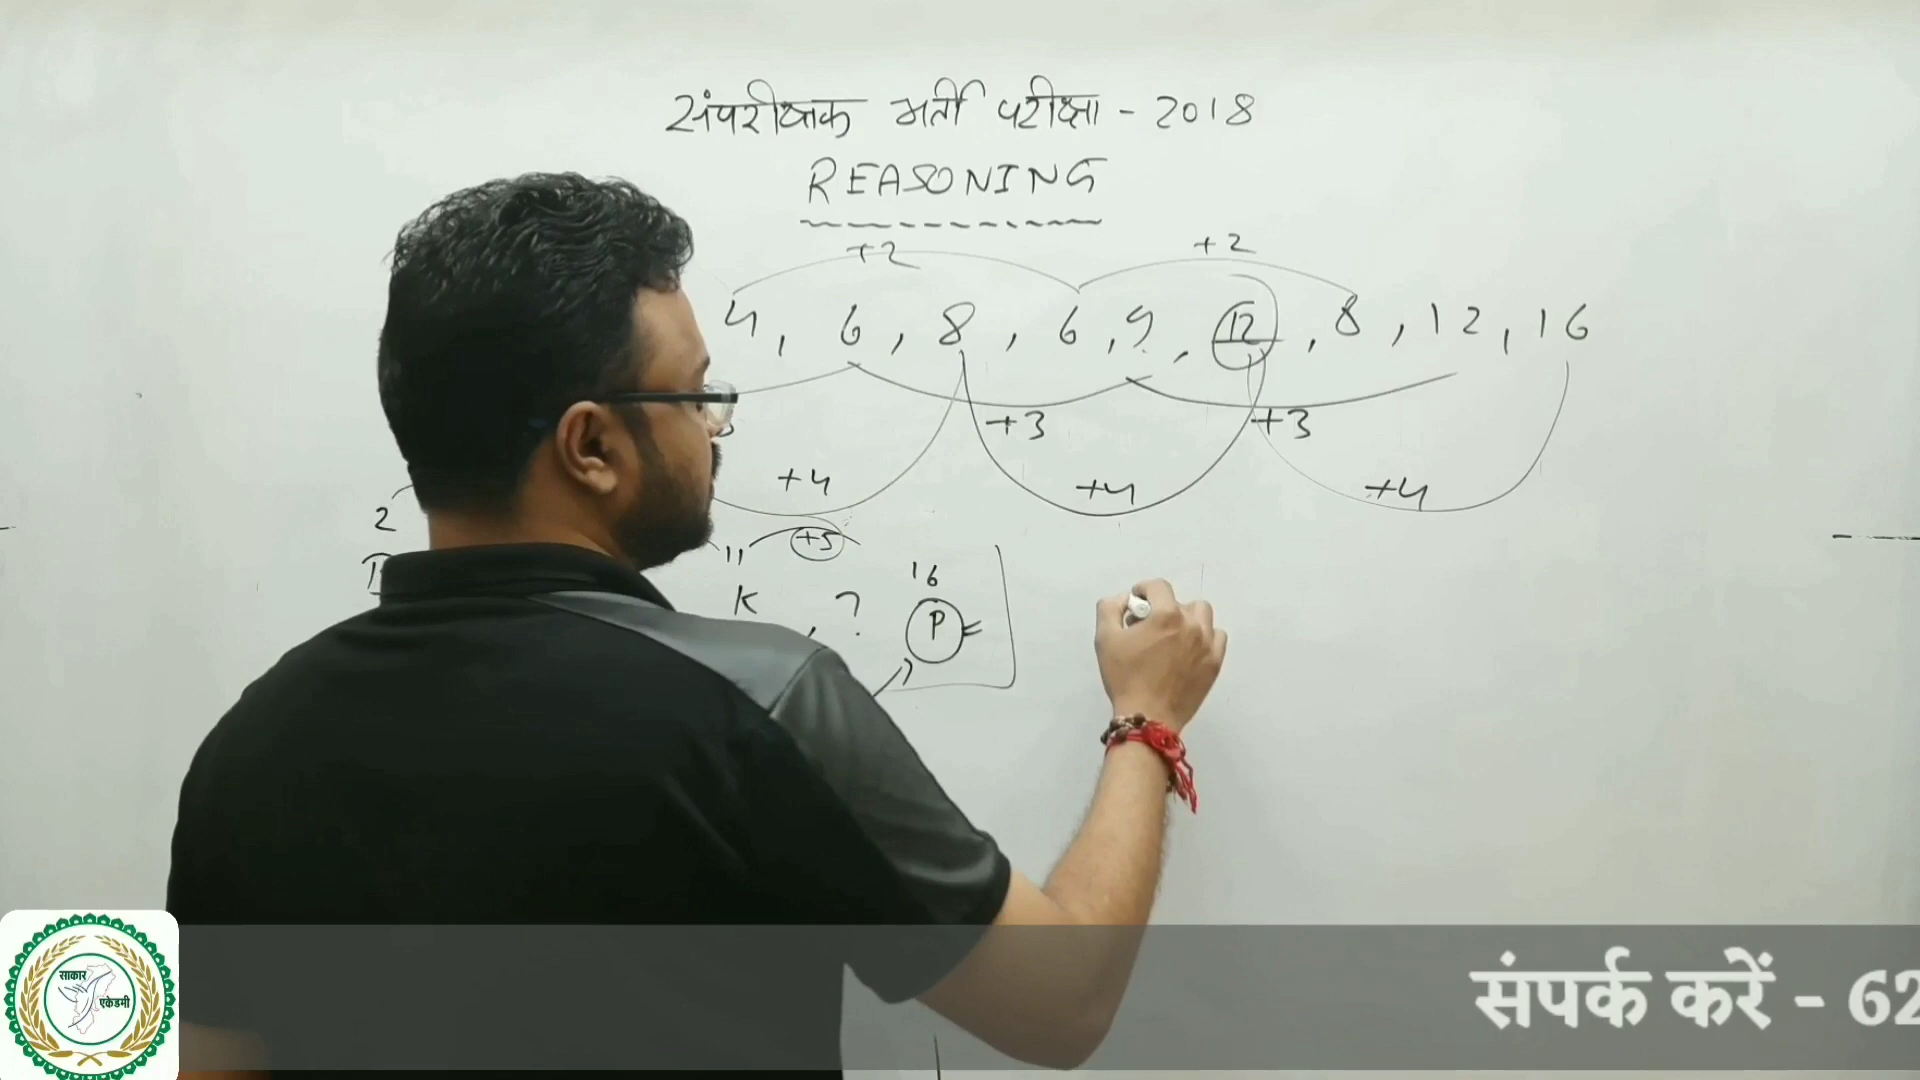 संपरीक्षक भर्ती परीक्षा - 2018
REASONING
+2 +2
4, 6, 8, 6, 9, 12, 8, 12, 16
+3 +3
+4 +4 +4
2 11 +5 16
K , ? P =
साकार
एकेडमी
संपर्क करें - 62